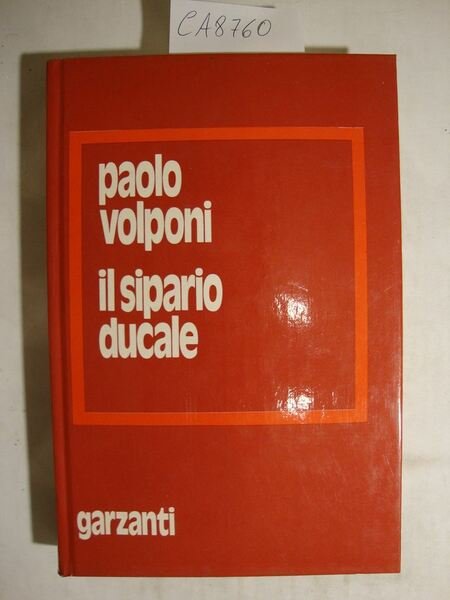 CA8760
paolo
volponi
il sipario
ducale
garzanti